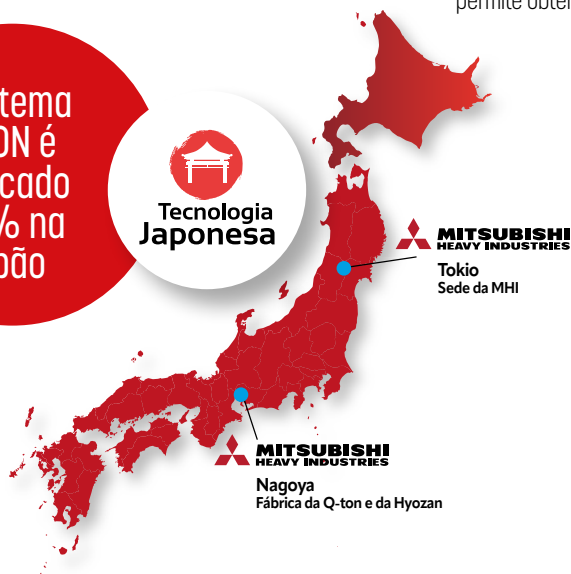 permite obter
tema
ON é
cado
% na
pão
Tecnologia
Japonesa
MITSUBISHI
HEAVY INDUSTRIES
Tokio
Sede da MHI
MITSUBISHI
HEAVY INDUSTRIES
Nagoya
Fábrica da Q-ton e da Hyozan